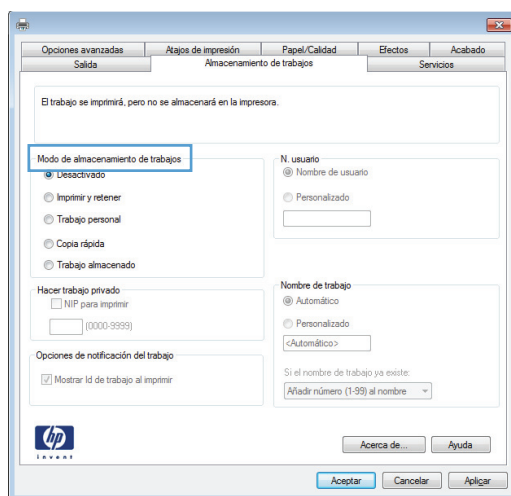 Opciones avanzadas Atajos de impresión Papel/Calidad Efectos Acabado
Salida Almacenamiento de trabajos Servicios
El trabajo se imprimirá, pero no se almacenará en la impresora.
Modo de almacenamiento de trabajos
Desactivado
Imprimir y retener
Trabajo personal
Copia rápida
Trabajo almacenado
N. usuario
Nombre de usuario
Personalizado
Hacer trabajo privado
NIP para imprimir
(0000-9999)
Nombre de trabajo
Automático
Personalizado
<Automático>
Si el nombre de trabajo ya existe:
Añadir número (1-99) al nombre
Opciones de notificación del trabajo
Mostrar Id de trabajo al imprimir
hp
invent
Acerca de... Ayuda
Aceptar Cancelar Aplicar